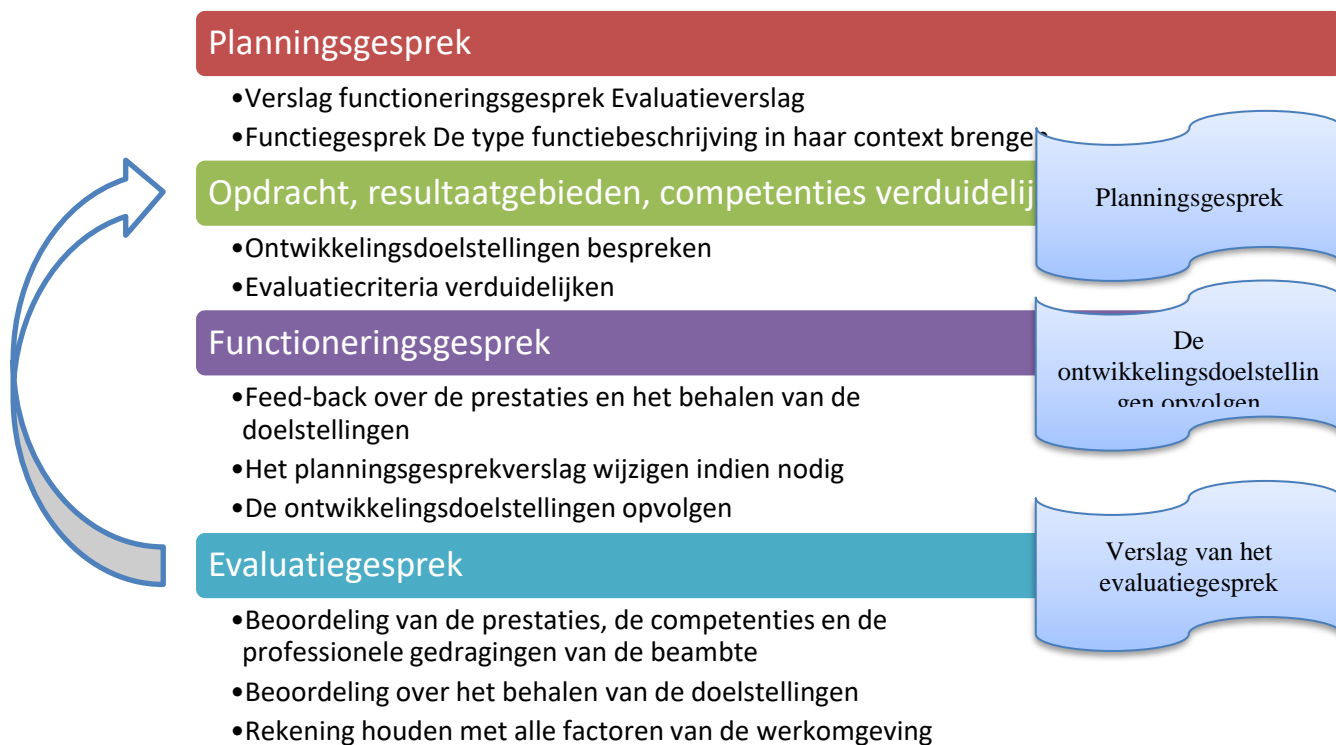 Planningsgesprek
•Verslag functioneringsgesprek Evaluatieverslag
•Functiegesprek De type functiebeschrijving in haar context brengen
Opdracht, resultaatgebieden, competenties verduidelij
Planningsgesprek
•Ontwikkelingsdoelstellingen bespreken
•Evaluatiecriteria verduidelijken
Functioneringsgesprek
De
ontwikkelingsdoelstellin
gen opvolgen
•Feed-back over de prestaties en het behalen van de
doelstellingen
•Het planningsgesprekverslag wijzigen indien nodig
•De ontwikkelingsdoelstellingen opvolgen
Evaluatiegesprek
Verslag van het
evaluatiegesprek
•Beoordeling van de prestaties, de competenties en de
professionele gedragingen van de beambte
•Beoordeling over het behalen van de doelstellingen
•Rekening houden met alle factoren van de werkomgeving